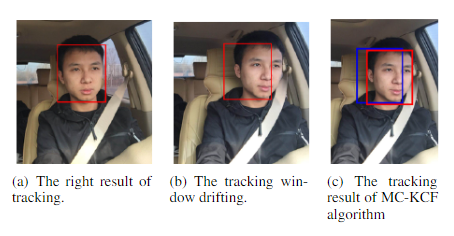 (a) The right result of
tracking.
(b) The tracking win-
dow drifting.
(c) The tracking
result of MC-KCF
algorithm